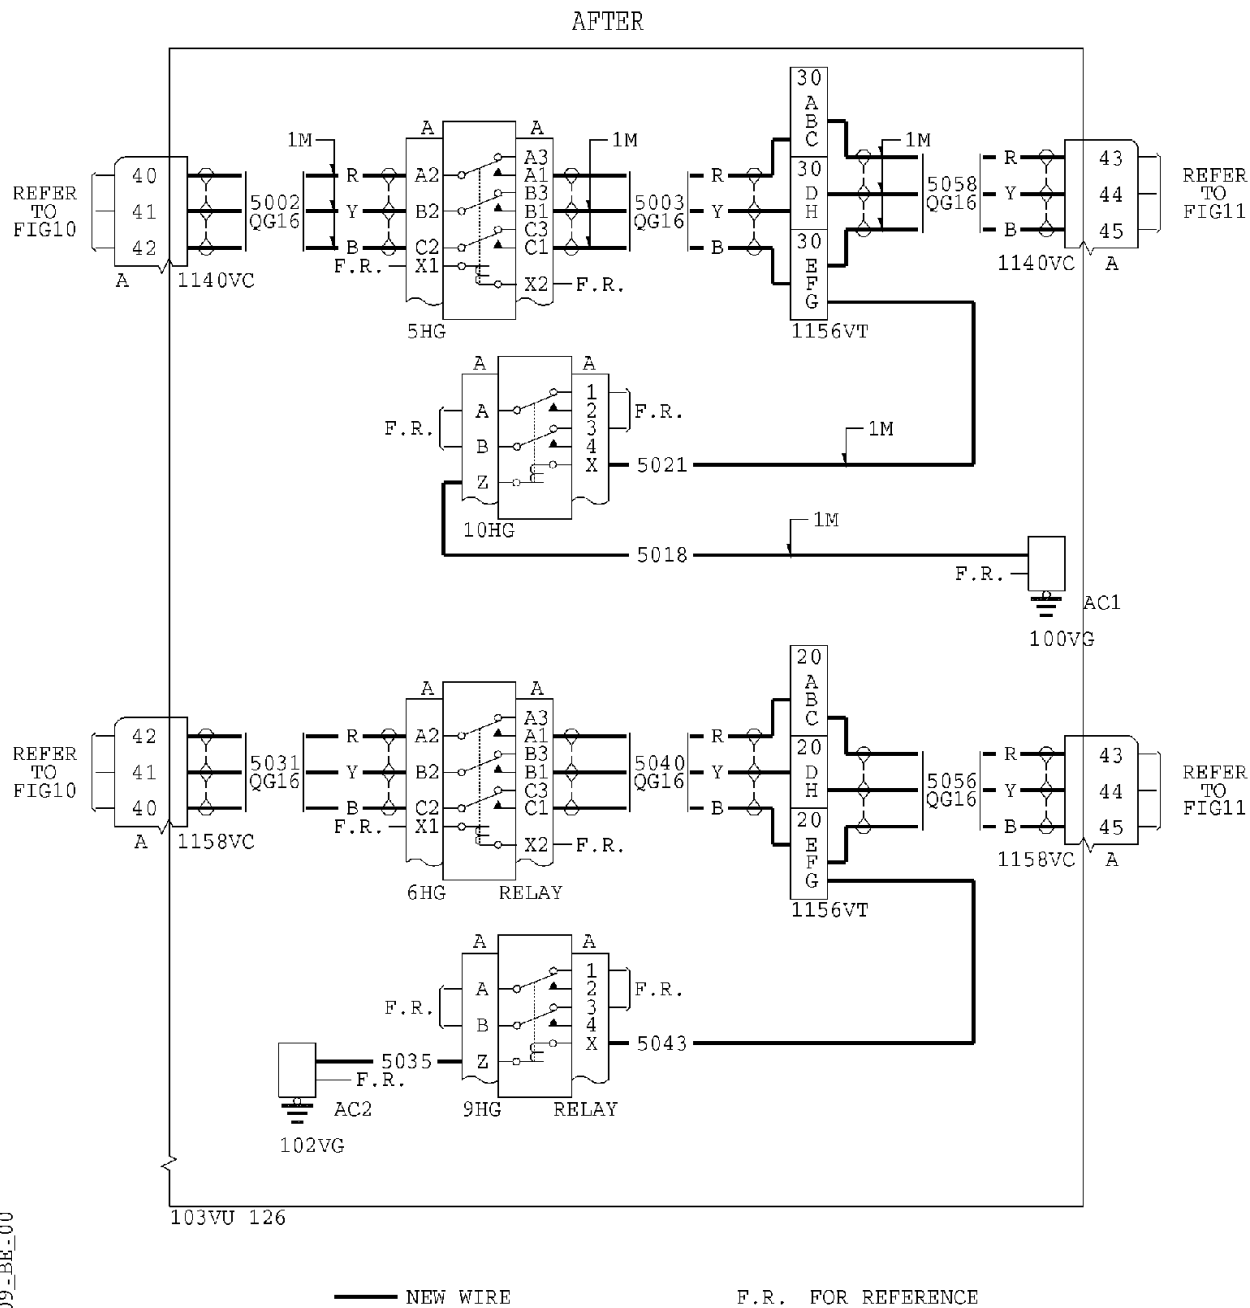 AFTER
30
A
B
C
30
D
H
30
E
F
G
1156VT
1M
A
A
1M
1M
REFER
TO
FIG10
40
41
42
A
1140VC
5002
QG16
R
Y
B
F.R.
A2
B2
C2
X1
A3
A1
B3
B1
C3
C1
X2
F.R.
5HG
5003
QG16
R
Y
B
5058
QG16
R
Y
B
43
44
45
1140VC
A
REFER
TO
FIG11
A
A
F.R.
A
B
Z
1
2
3
4
X
F.R.
10HG
5021
1M
5018
1M
F.R.
AC1
100VG
20
A
B
C
20
D
H
20
E
F
G
1156VT
A
A
REFER
TO
FIG10
42
41
40
A
1158VC
5031
QG16
R
Y
B
F.R.
A2
B2
C2
X1
A3
A1
B3
B1
C3
C1
X2
F.R.
6HG
RELAY
5040
QG16
R
Y
B
5056
QG16
R
Y
B
43
44
45
1158VC
A
REFER
TO
FIG11
A
A
F.R.
A
B
Z
1
2
3
4
X
F.R.
5043
5035
F.R.
AC2
102VG
9HG
RELAY
103VU 126
NEW WIRE
F.R. FOR REFERENCE